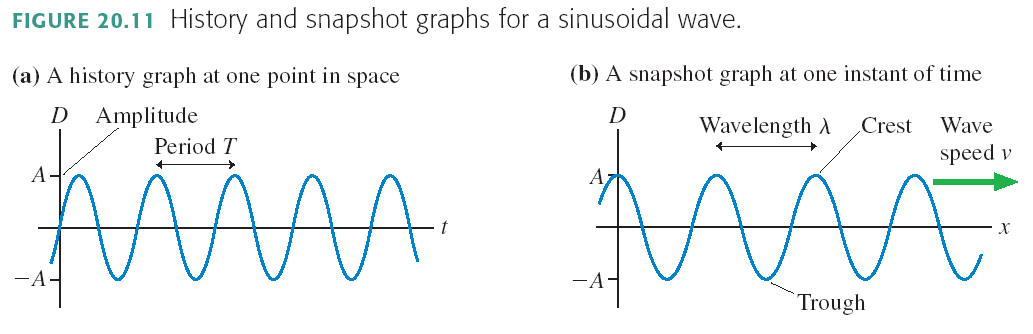 FIGURE 20.11 History and snapshot graphs for a sinusoidal wave.
(a) A history graph at one point in space
D
Amplitude
Period T
A
t
−A
(b) A snapshot graph at one instant of time
D
Wavelength λ
Crest
Wave
speed v
A
x
−A
Trough